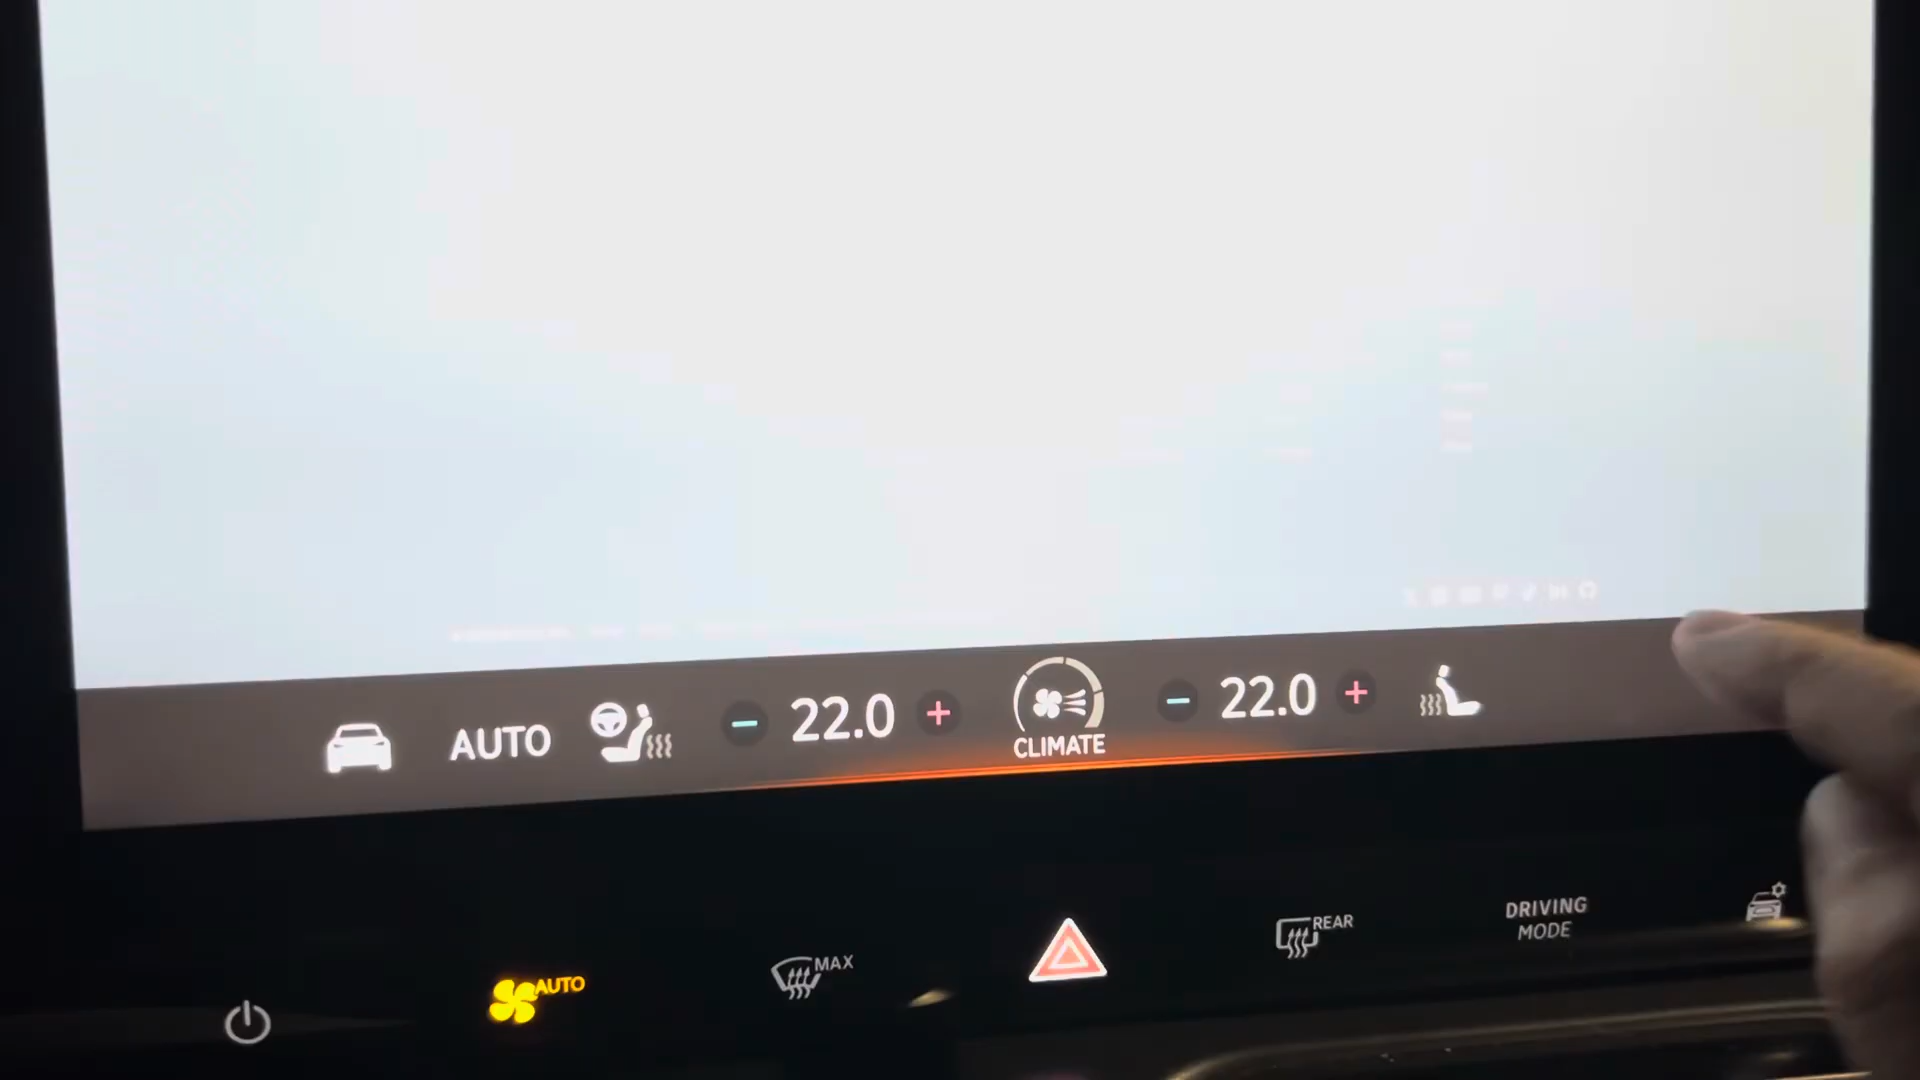 AUTO
22.0
CLIMATE
22.0
AUTO
MAX
REAR
DRIVING
MODE